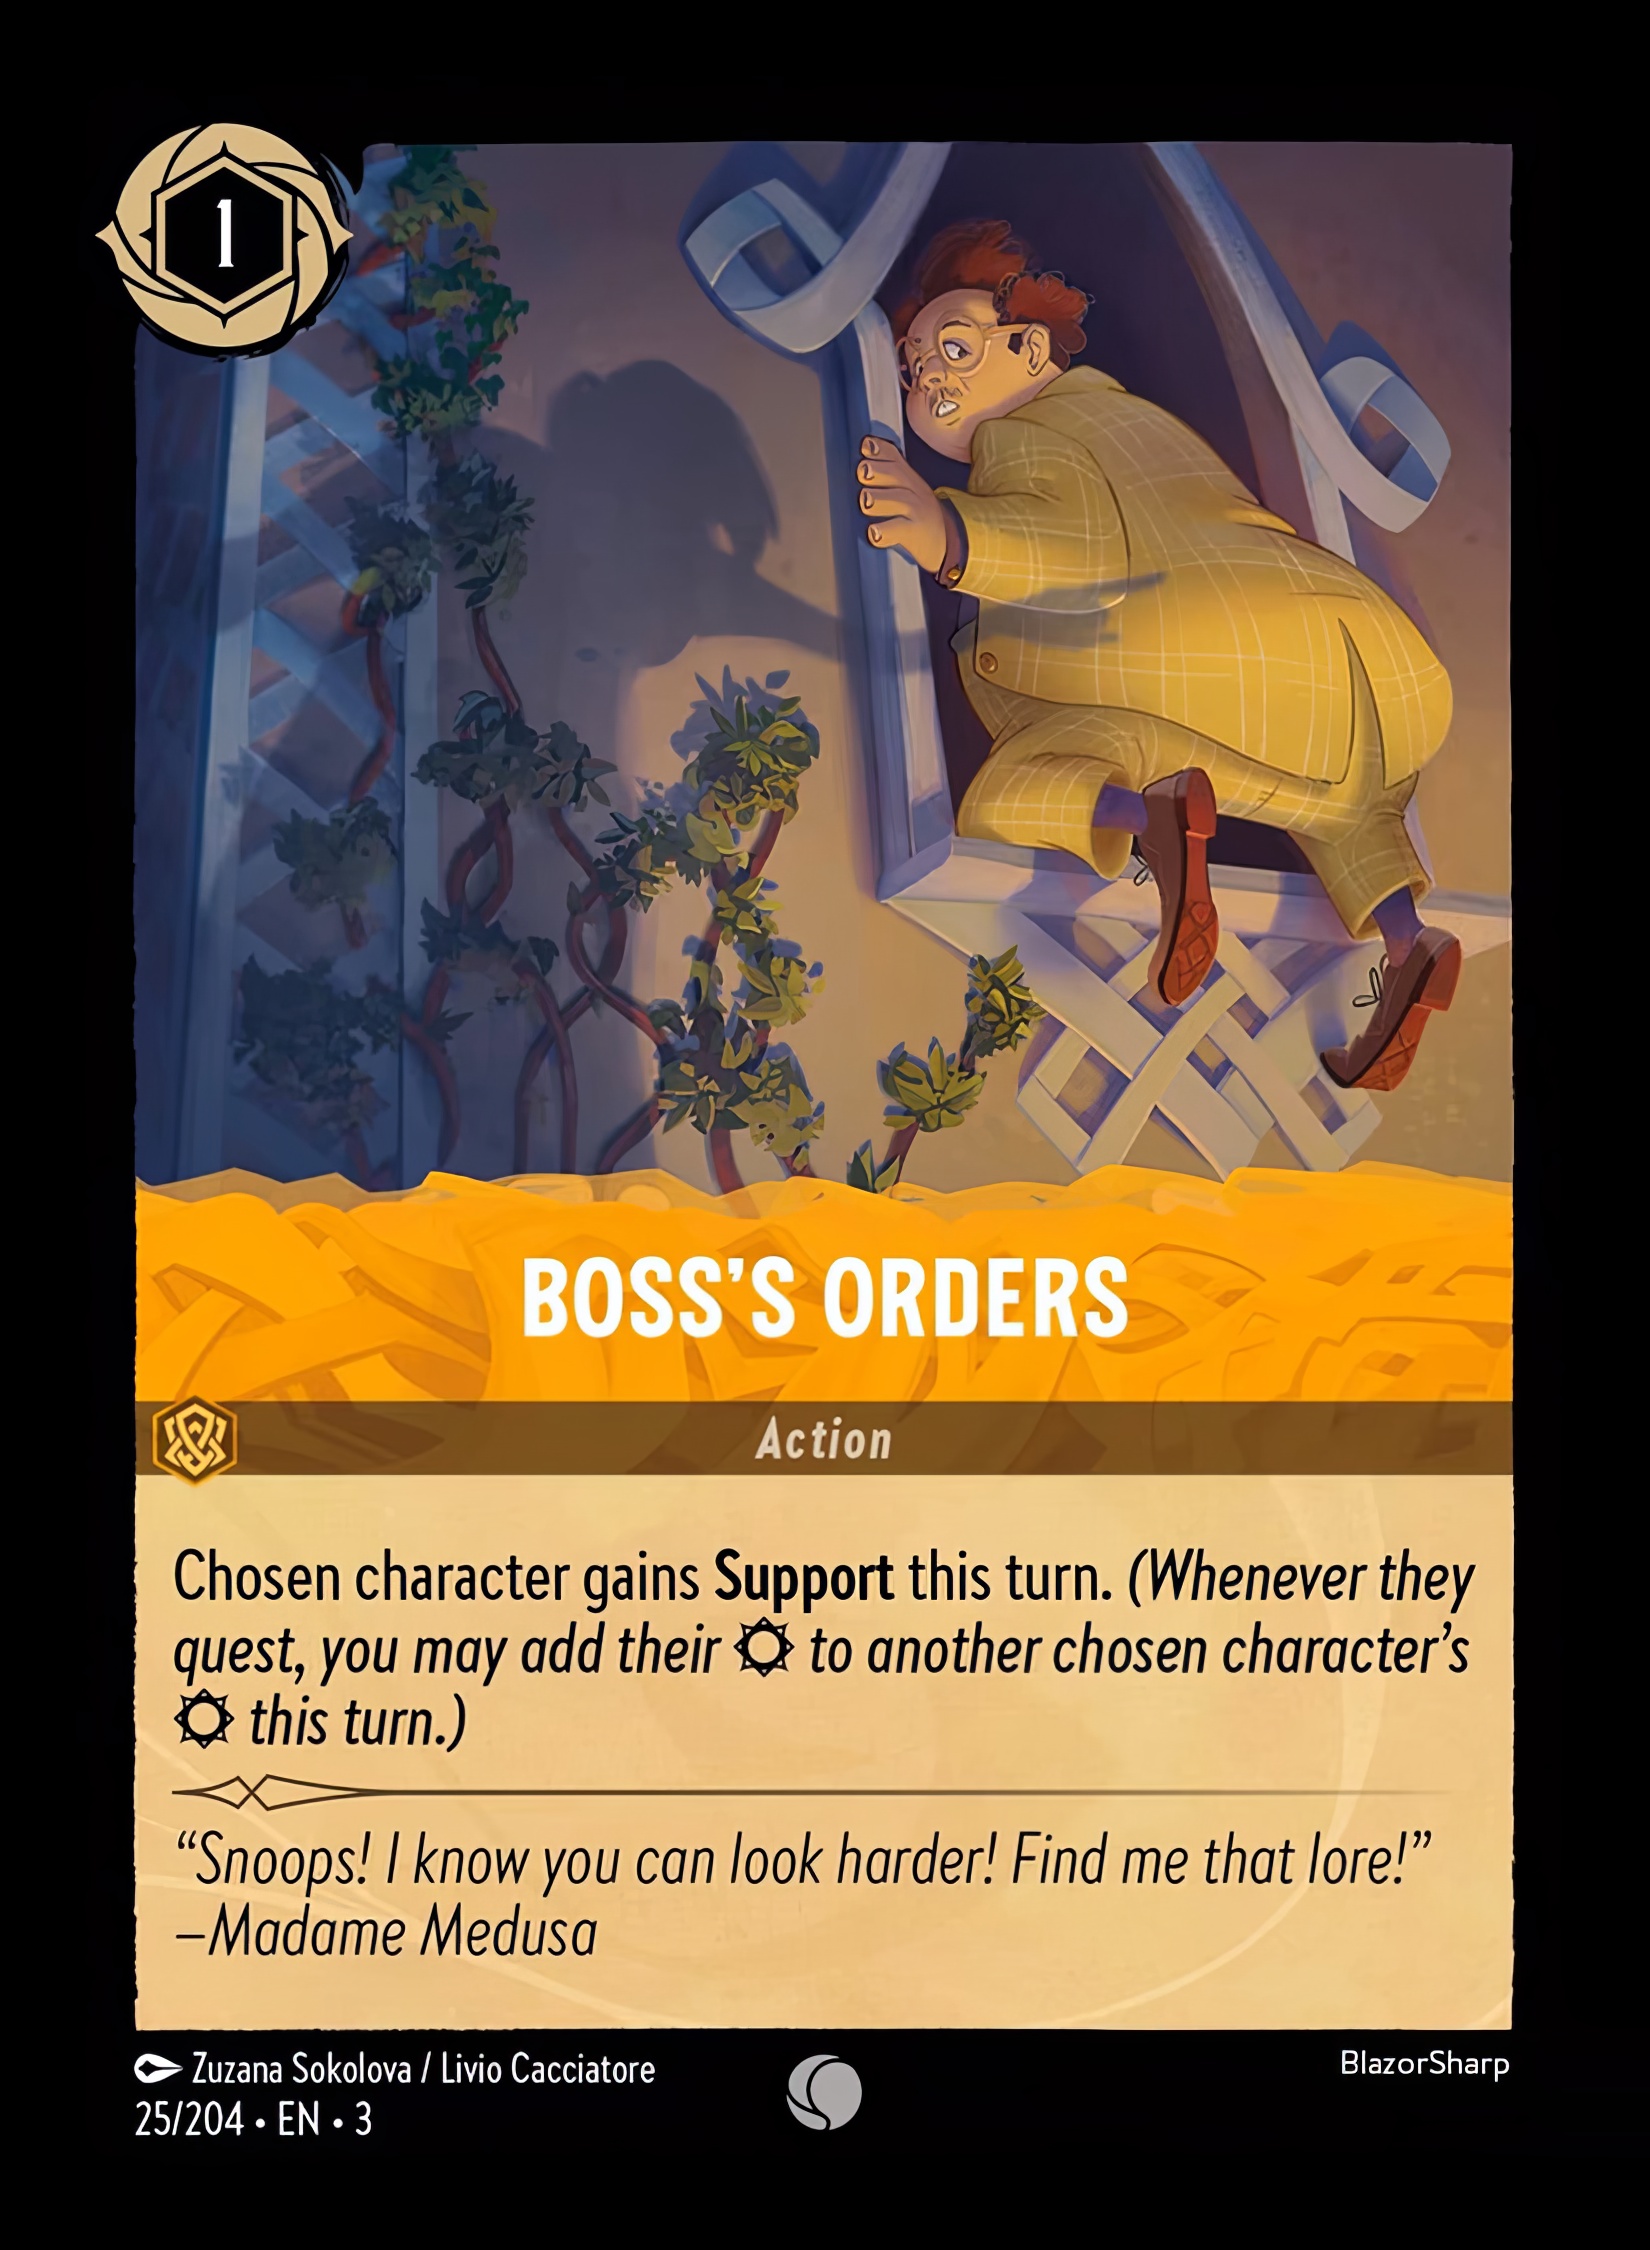 1
BOSS’S ORDERS
Action
Chosen character gains Support this turn. (Whenever they
quest, you may add their to another chosen character’s
this turn.)
“Snoops! I know you can look harder! Find me that lore!”
–Madame Medusa
Zuzana Sokolova / Livio Cacciatore
BlazorSharp
25/204 • EN • 3